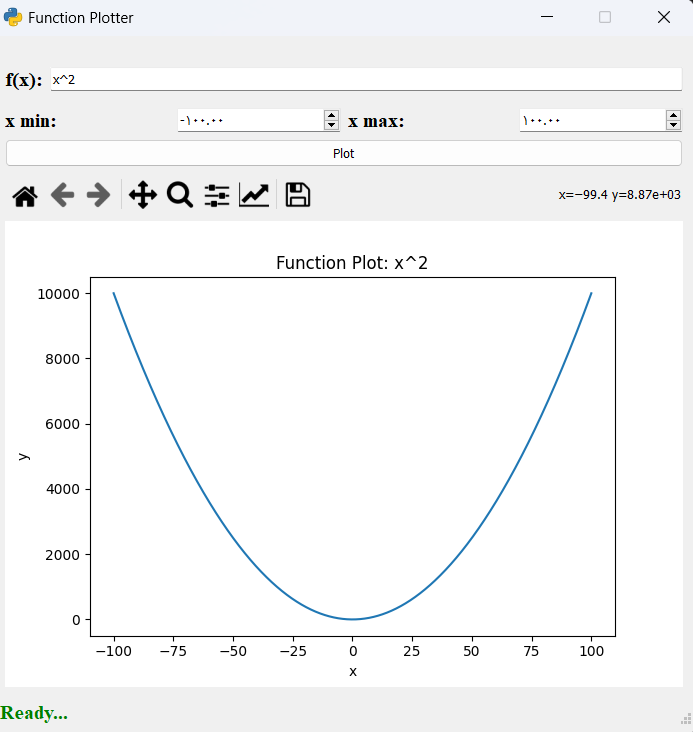 Function Plotter
f(x): x^2
x min: -١٠٠.٠٠ x max: ١٠٠.٠٠
Plot
x=−99.4 y=8.87e+03
Function Plot: x^2
10000
8000
6000
4000
2000
0
y
−100 −75 −50 −25 0 25 50 75 100
x
Ready...